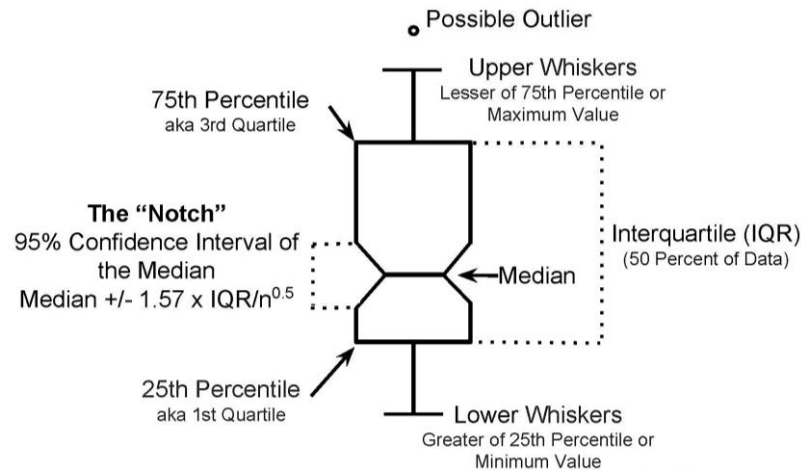 Possible Outlier
Upper Whiskers
Lesser of 75th Percentile or
Maximum Value
75th Percentile
aka 3rd Quartile
The “Notch”
95% Confidence Interval of
the Median
Median +/- 1.57 x IQR/n^0.5
Interquartile (IQR)
(50 Percent of Data)
Median
25th Percentile
aka 1st Quartile
Lower Whiskers
Greater of 25th Percentile or
Minimum Value